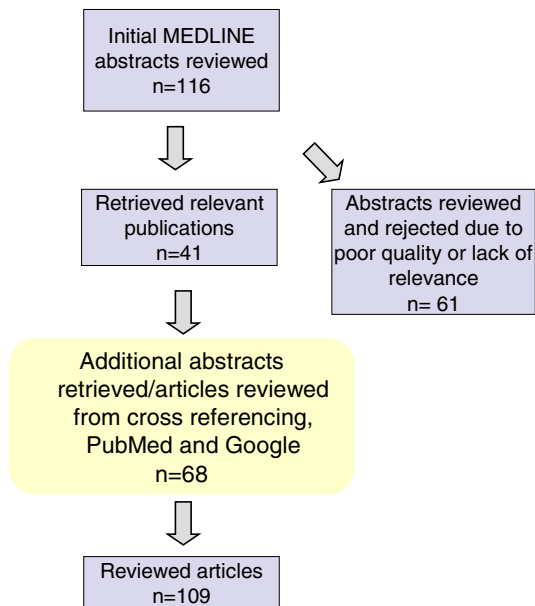 Initial MEDLINE
abstracts reviewed
n=116
Retrieved relevant
publications
n=41
Abstracts reviewed
and rejected due to
poor quality or lack of
relevance
n= 61
Additional abstracts
retrieved/articles reviewed
from cross referencing,
PubMed and Google
n=68
Reviewed articles
n=109